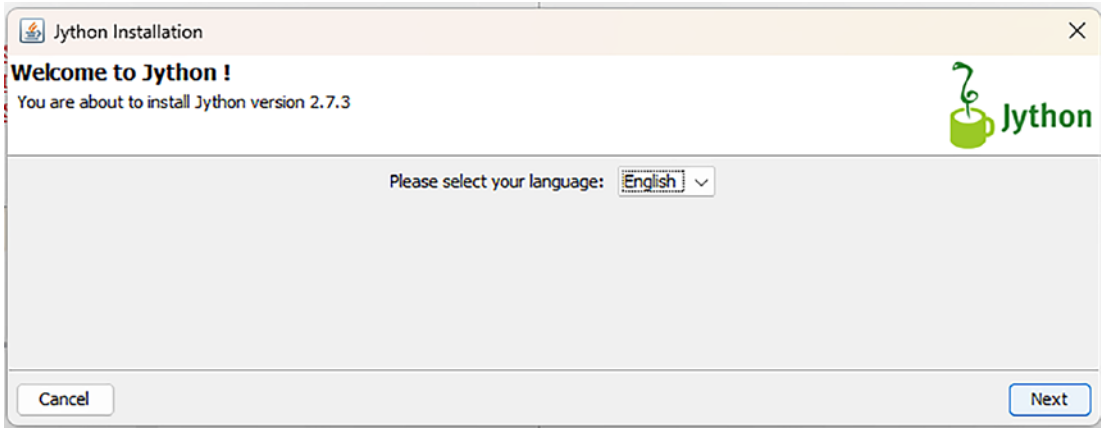 Jython Installation
Welcome to Jython !
You are about to install Jython version 2.7.3
Jython
Please select your language: English
Cancel
Next